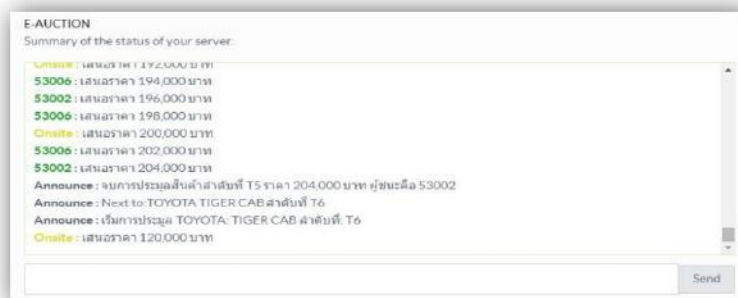 E-AUCTION
Summary of the status of your server.
Onsite : เสนอราคา 192,000 บาท
53006 : เสนอราคา 194,000 บาท
53002 : เสนอราคา 196,000 บาท
53006 : เสนอราคา 198,000 บาท
Onsite : เสนอราคา 200,000 บาท
53006 : เสนอราคา 202,000 บาท
53002 : เสนอราคา 204,000 บาท
Announce : จบการประมูลสินค้าลำดับที่ T5 ราคา 204,000 บาท ผู้ชนะคือ 53002
Announce : Next to: TOYOTA TIGER CAB ลำดับที่ T6
Announce : เริ่มการประมูล TOYOTA: TIGER CAB ลำดับที่: T6
Onsite : เสนอราคา 120,000 บาท
Send